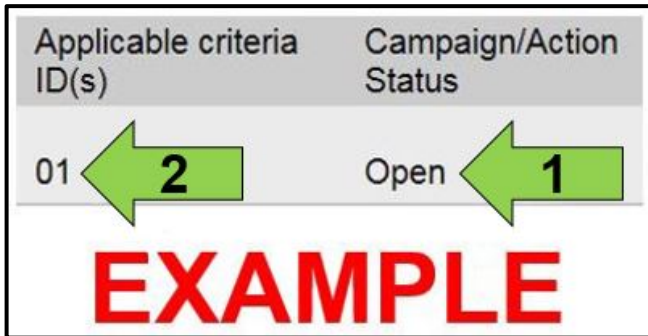 Applicable criteria
ID(s)
Campaign/Action
Status
01
2
Open
1
EXAMPLE